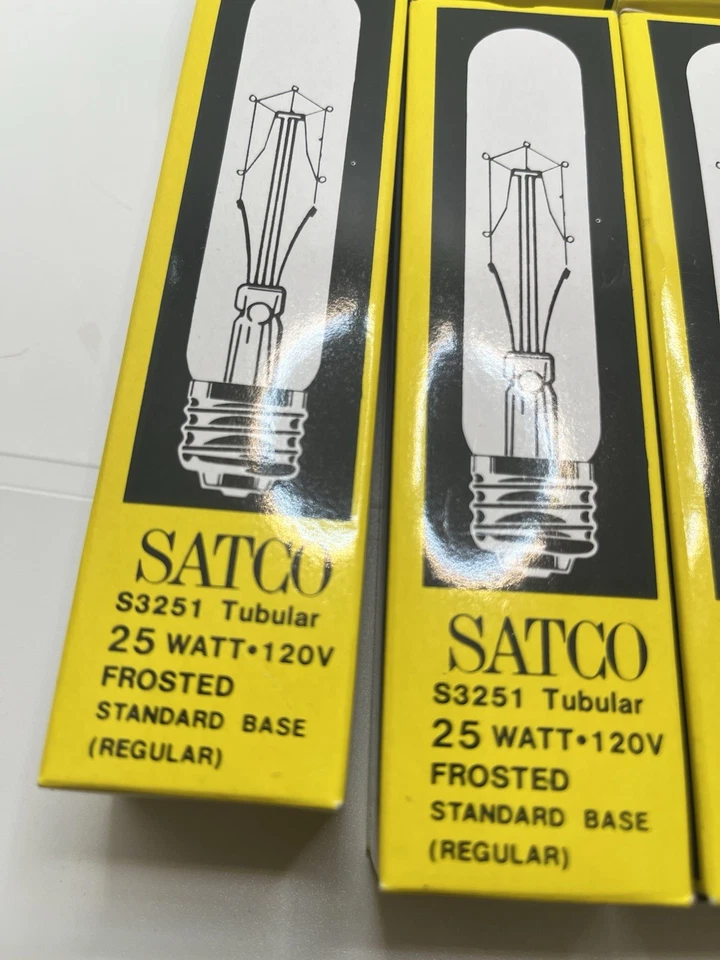 SATCO
S3251 Tubular
25 WATT•120V
FROSTED
STANDARD BASE
(REGULAR)
SATCO
S3251 Tubular
25 WATT•120V
FROSTED
STANDARD BASE
(REGULAR)